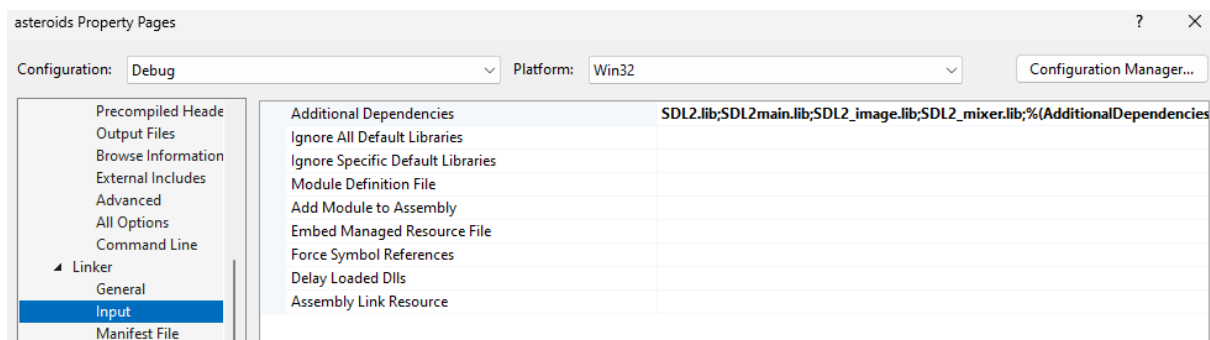 asteroids Property Pages ? ×
Configuration: Debug Platform: Win32 Configuration Manager...
Precompiled Heade
Output Files
Browse Information
External Includes
Advanced
All Options
Command Line
Linker
General
Input
Manifest File
Additional Dependencies SDL2.lib;SDL2main.lib;SDL2_image.lib;SDL2_mixer.lib;%(AdditionalDependencies
Ignore All Default Libraries
Ignore Specific Default Libraries
Module Definition File
Add Module to Assembly
Embed Managed Resource File
Force Symbol References
Delay Loaded Dlls
Assembly Link Resource